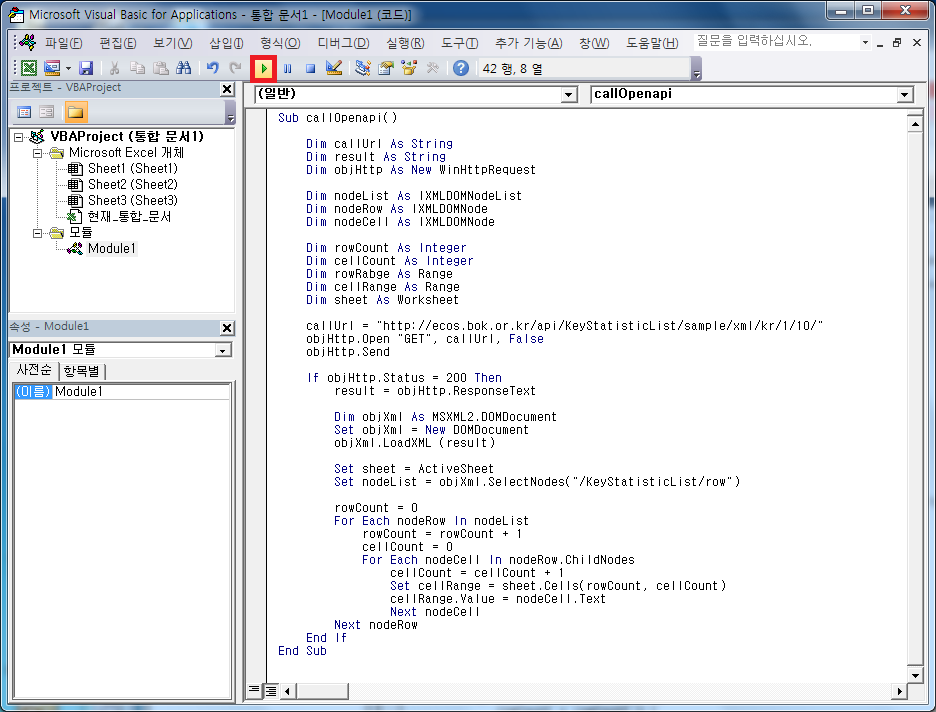 Microsoft Visual Basic for Applications - 통합 문서1 - [Module1 (코드)]
파일(F) 편집(E) 보기(V) 삽입(I) 형식(O) 디버그(D) 실행(R) 도구(T) 추가 기능(A) 창(W) 도움말(H) 질문을 입력하십시오.
42 행, 8 열
프로젝트 - VBAProject
(일반) callOpenapi
VBAProject (통합 문서1)
Microsoft Excel 개체
Sheet1 (Sheet1)
Sheet2 (Sheet2)
Sheet3 (Sheet3)
현재_통합_문서
모듈
Module1
속성 - Module1
Module1 모듈
사전순 항목별
(이름) Module1
Sub callOpenapi()
Dim callUrl As String
Dim result As String
Dim objHttp As New WinHttpRequest
Dim nodeList As IXMLDOMNodeList
Dim nodeRow As IXMLDOMNode
Dim nodeCell As IXMLDOMNode
Dim rowCount As Integer
Dim cellCount As Integer
Dim rowRabge As Range
Dim cellRange As Range
Dim sheet As Worksheet
callUrl = "http://ecos.bok.or.kr/api/KeyStatisticList/sample/xml/kr/1/10/"
objHttp.Open "GET", callUrl, False
objHttp.Send
If objHttp.Status = 200 Then
result = objHttp.ResponseText
Dim objXml As MSXML2.DOMDocument
Set objXml = New DOMDocument
objXml.LoadXML (result)
Set sheet = ActiveSheet
Set nodeList = objXml.SelectNodes("/KeyStatisticList/row")
rowCount = 0
For Each nodeRow In nodeList
rowCount = rowCount + 1
cellCount = 0
For Each nodeCell In nodeRow.ChildNodes
cellCount = cellCount + 1
Set cellRange = sheet.Cells(rowCount, cellCount)
cellRange.Value = nodeCell.Text
Next nodeCell
Next nodeRow
End If
End Sub